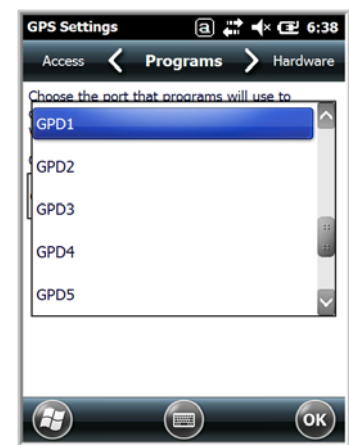 GPS Settings a 6:38
Access Programs Hardware
Choose the port that programs will use to
GPD1
GPD2
GPD3
GPD4
GPD5
OK